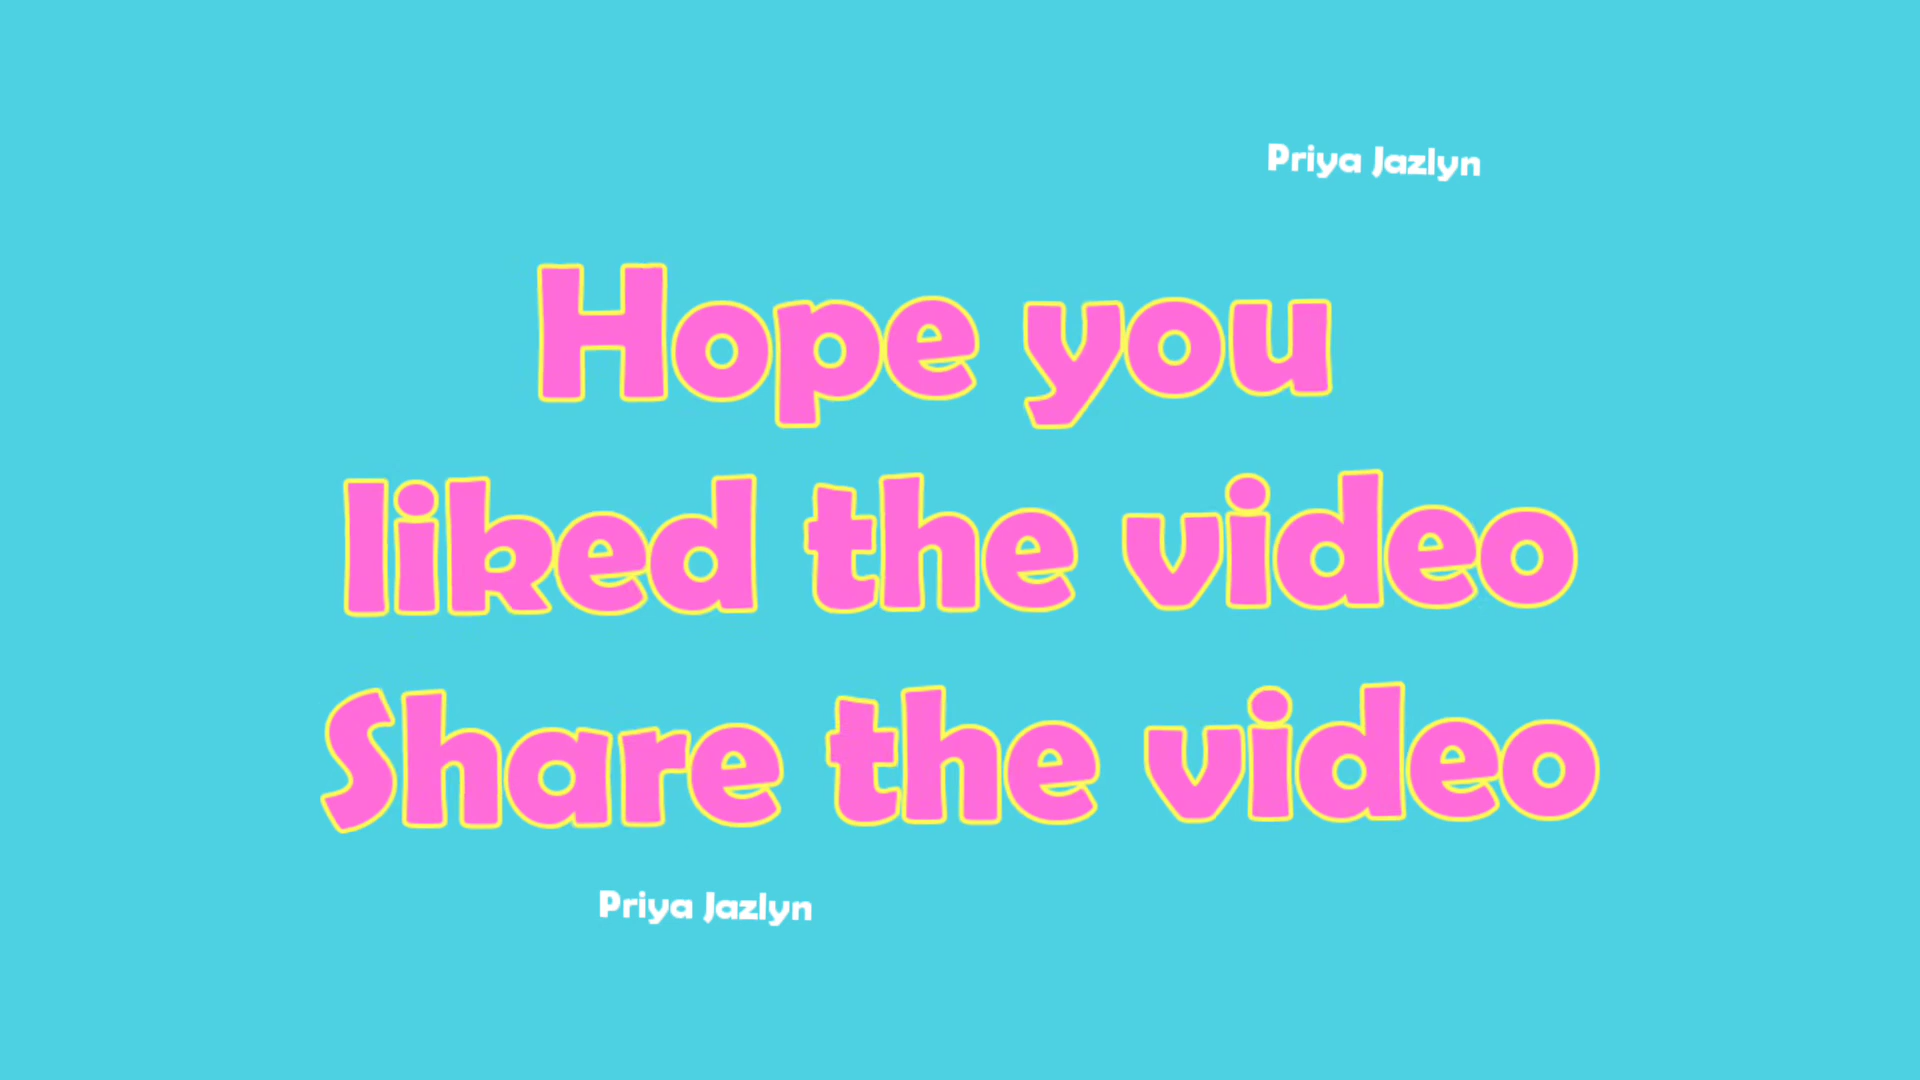 Priya Jazlyn
Hope you
liked the video
Share the video
Priya Jazlyn